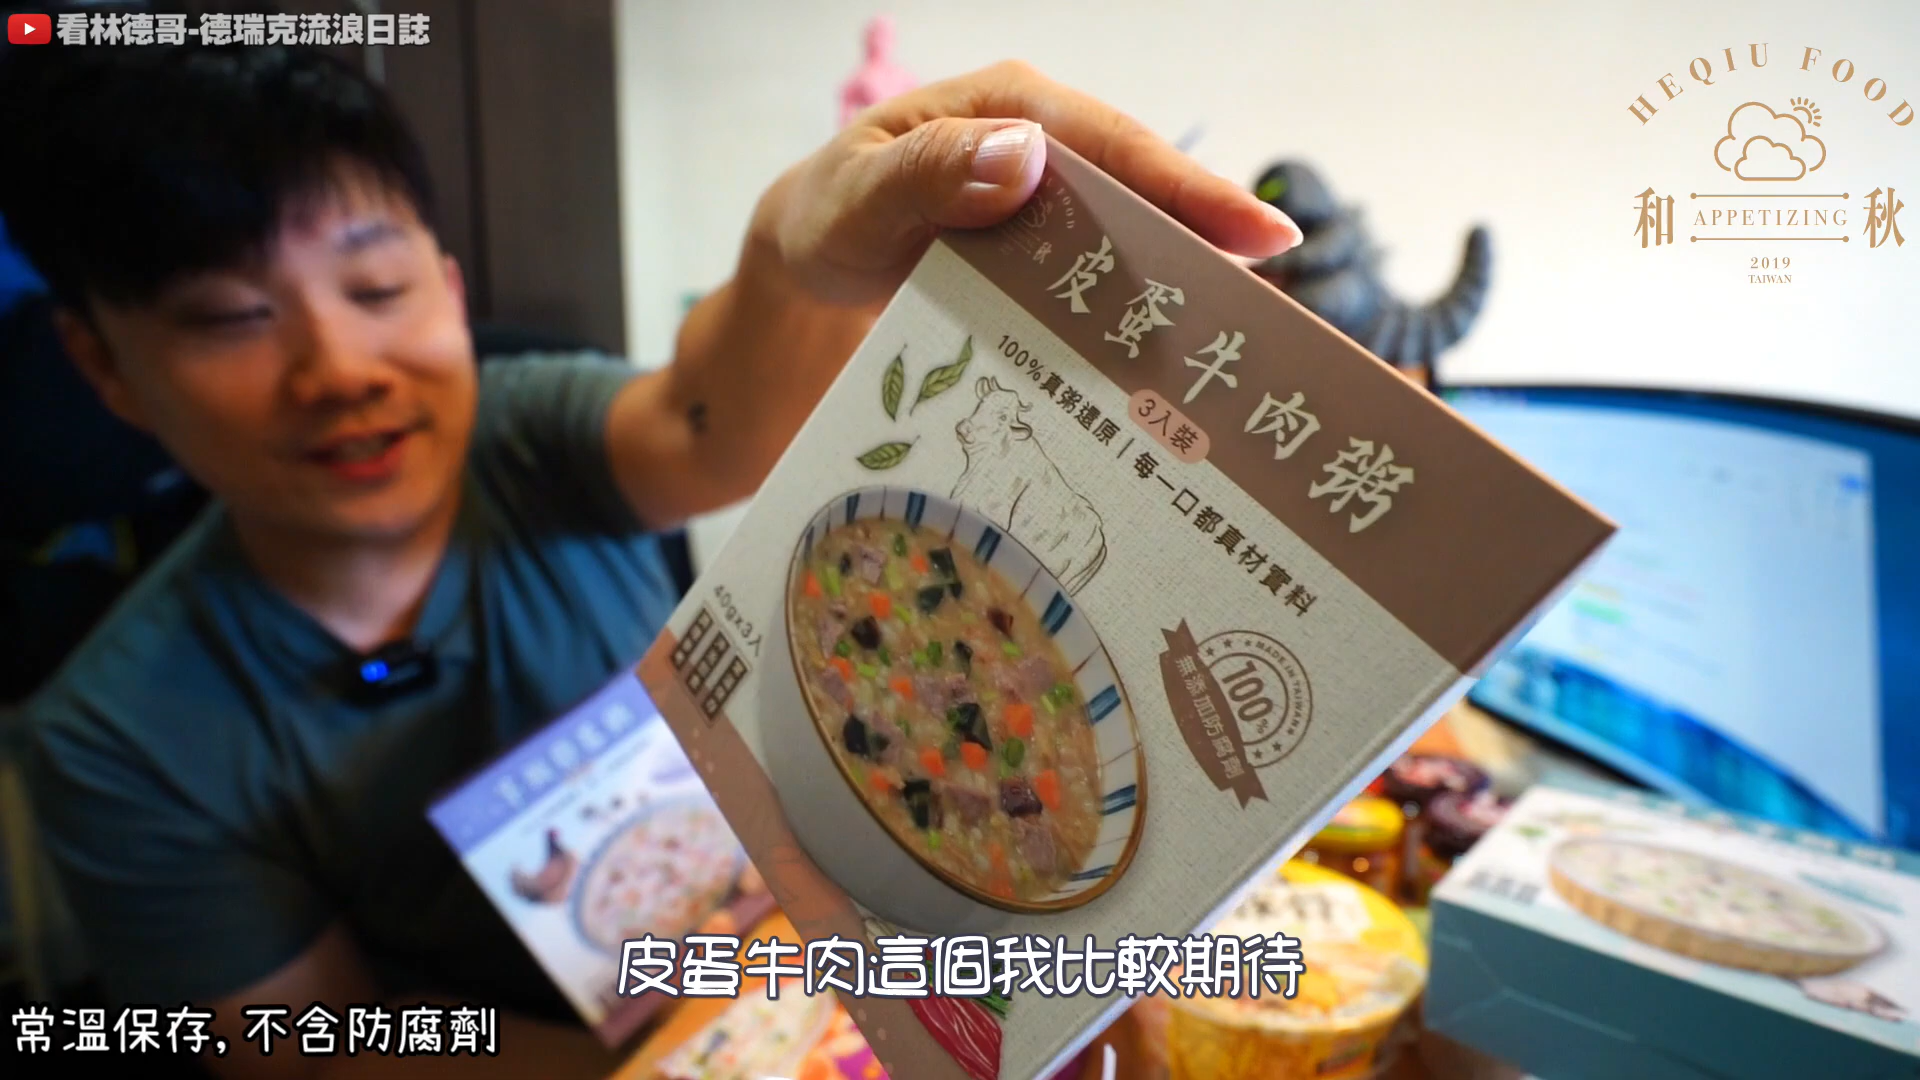 看林德哥-德瑞克流浪日誌
HEQIU FOOD
和 APPETIZING 秋
2019
TAIWAN
皮蛋牛肉粥
3入裝
100%真粥還原|每一口都真材實料
40gx3入
MADE IN TAIWAN
100%
無添加防腐劑
皮蛋牛肉這個我比較期待
常溫保存,不含防腐劑